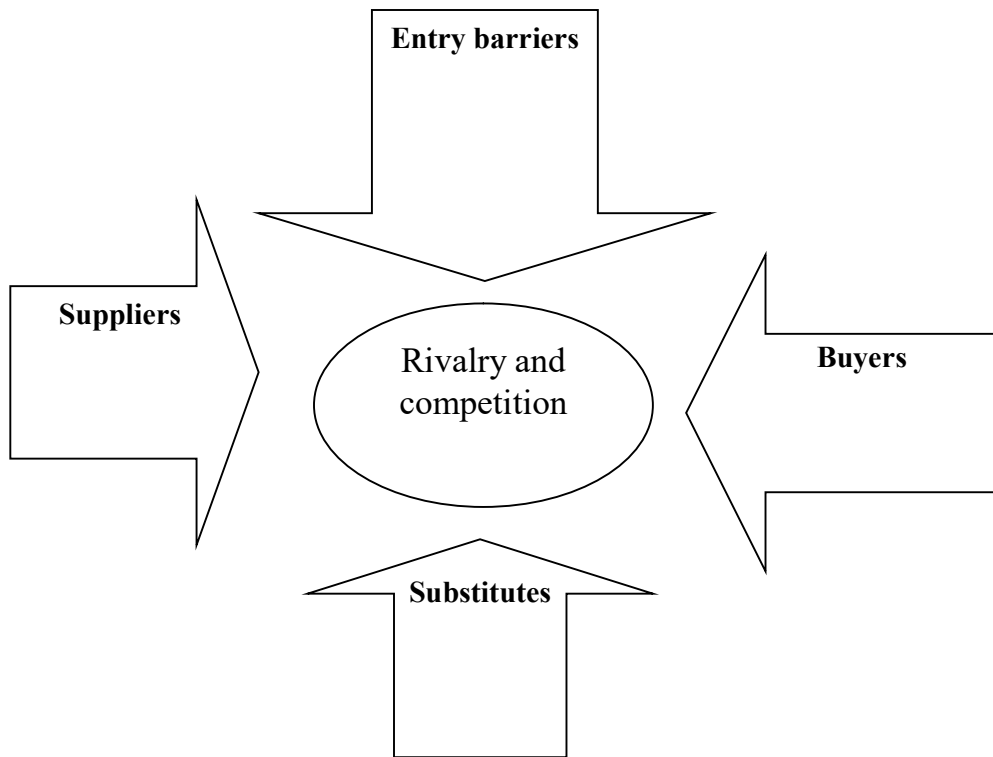 Entry barriers
Suppliers
Rivalry and
competition
Buyers
Substitutes